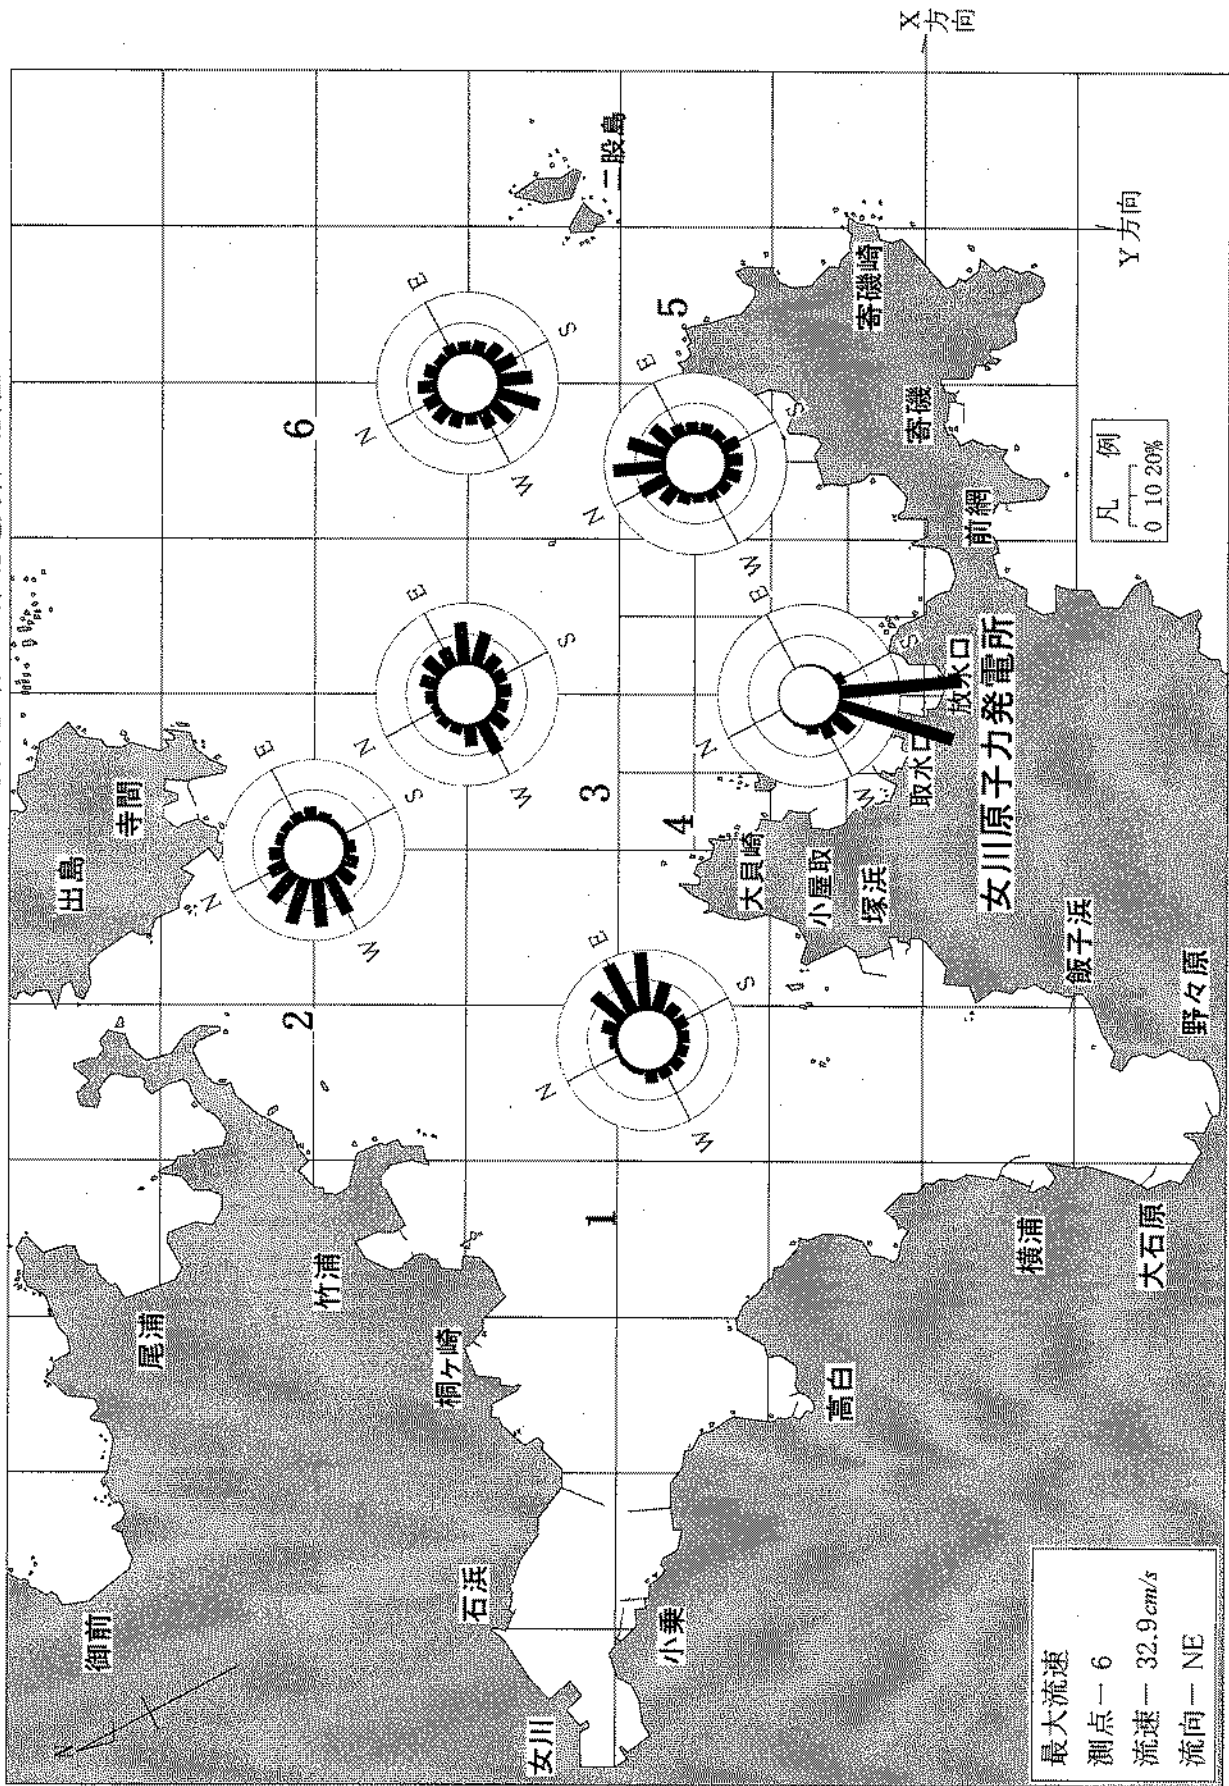 X
方向
Y方向
二股島
寄磯崎
寄磯
前網
出島
寺間
尾浦
竹浦
桐ヶ崎
御前
石浜
女川
小乗
高白
横浦
大石原
野々原
飯子浜
塚浜
小屋取
大貝崎
取水口
放水口
女川原子力発電所
1
N
E
S
W
2
N
E
S
W
3
N
E
S
W
4
N
E
S
W
5
N
E
S
W
6
N
E
S
W
凡 例
0 10 20%
最大流速
測点－6
流速－32.9cm/s
流向－NE